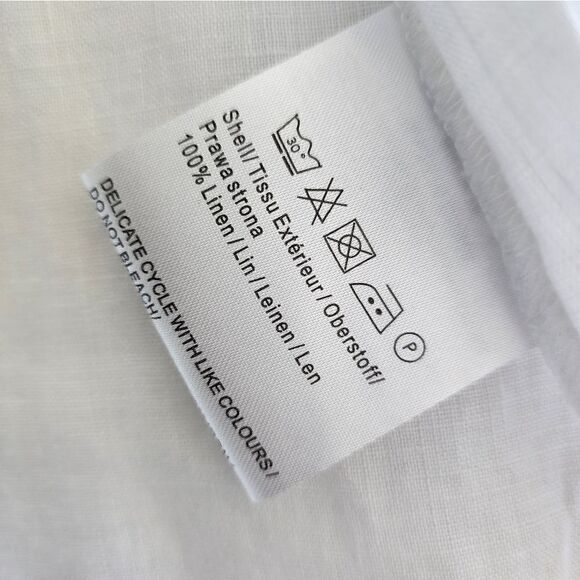 30°
P
Shell/ Tissu Extérieur / Oberstoff/
Prawa strona
100% Linen / Lin / Leinen / Len
DELICATE CYCLE WITH LIKE COLOURS /
DO NOT BLEACH/